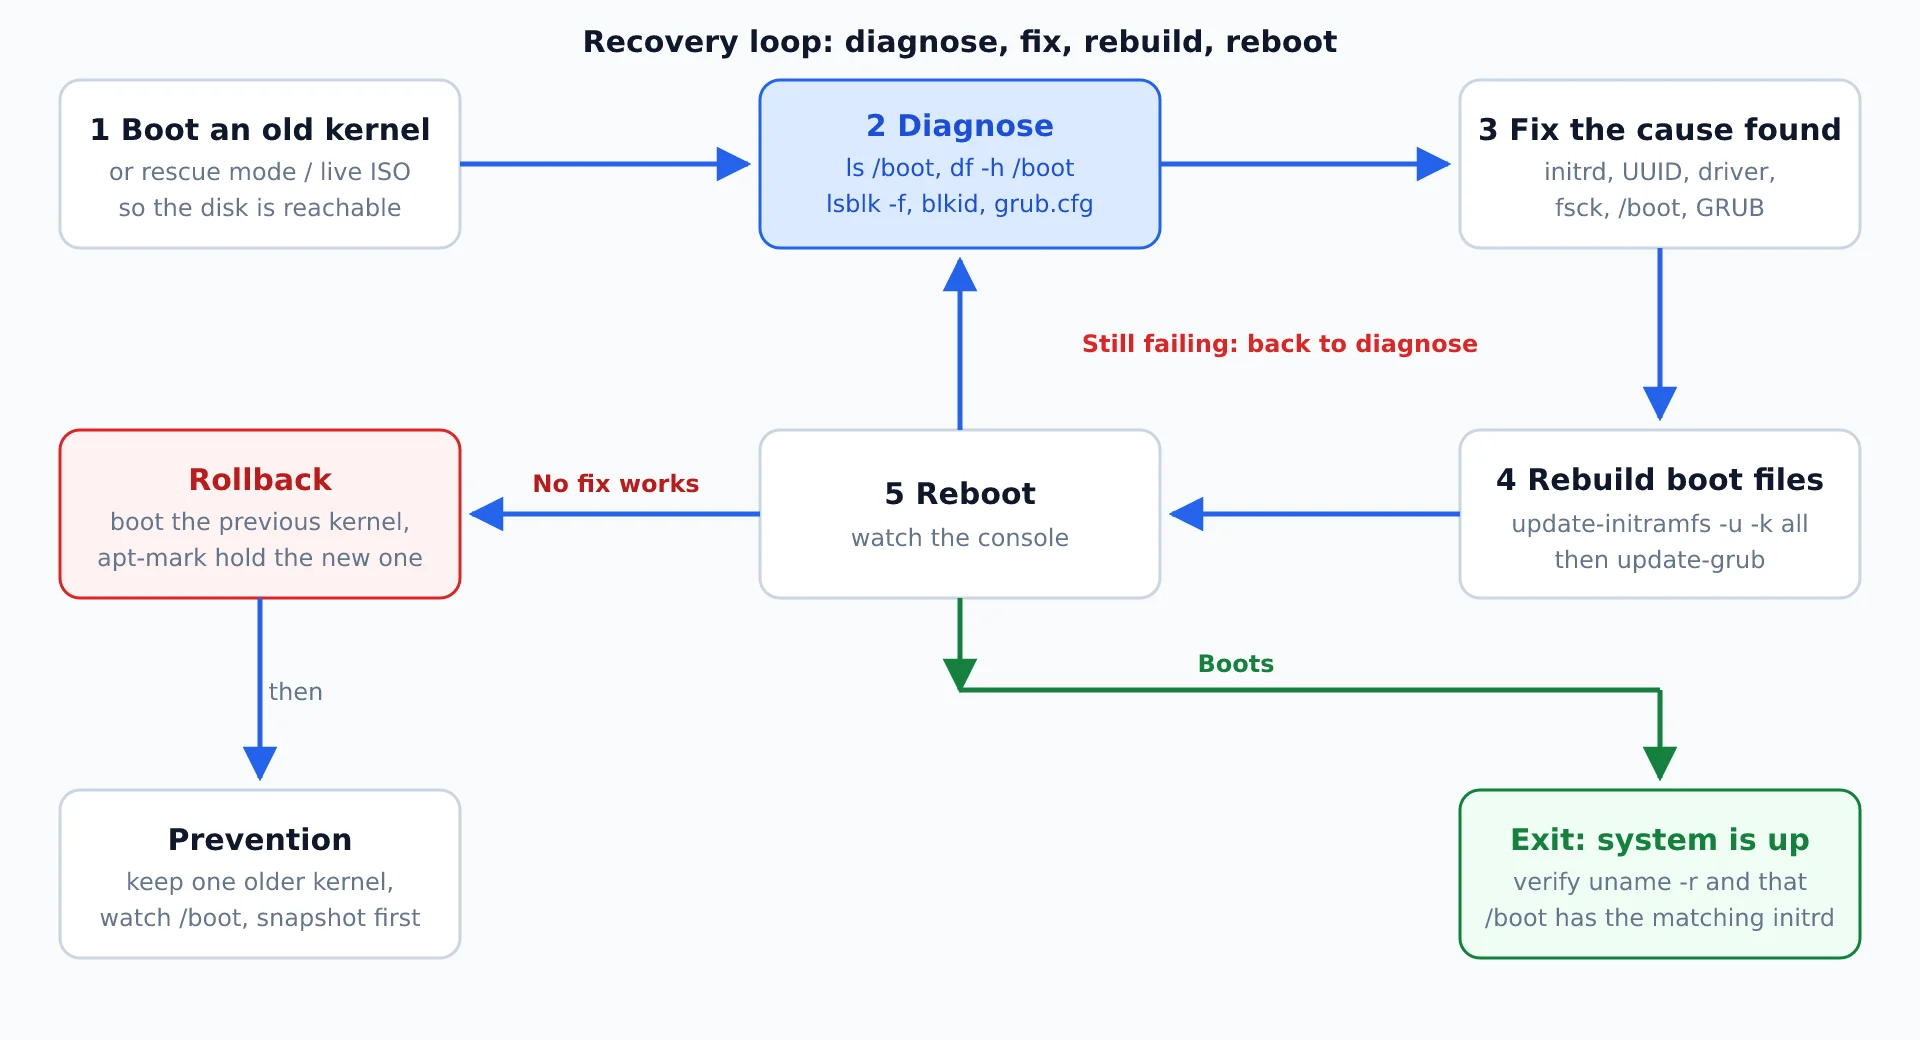 Recovery loop: diagnose, fix, rebuild, reboot
1 Boot an old kernel
or rescue mode / live ISO
so the disk is reachable
2 Diagnose
ls /boot, df -h /boot
lsblk -f, blkid, grub.cfg
3 Fix the cause found
initrd, UUID, driver,
fsck, /boot, GRUB
Still failing: back to diagnose
Rollback
boot the previous kernel,
apt-mark hold the new one
No fix works
5 Reboot
watch the console
4 Rebuild boot files
update-initramfs -u -k all
then update-grub
Boots
then
Prevention
keep one older kernel,
watch /boot, snapshot first
Exit: system is up
verify uname -r and that
/boot has the matching initrd